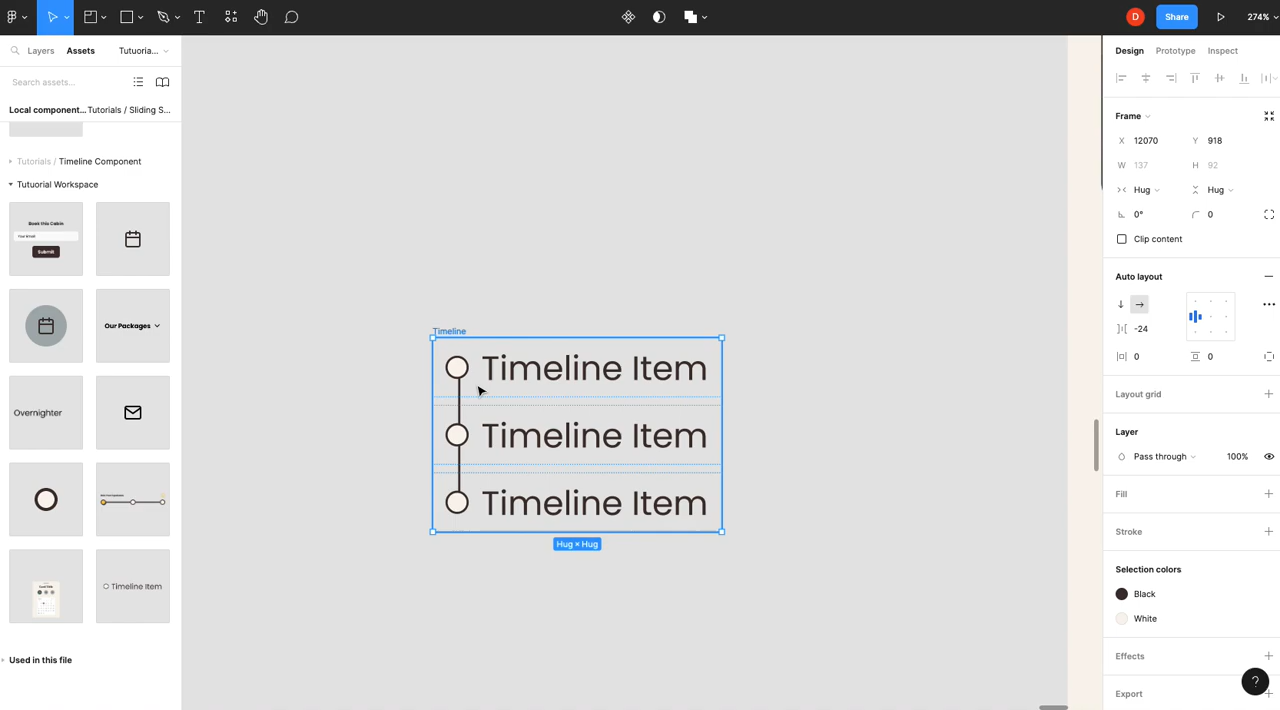 D
Share
274%
Layers
Assets
Tutuoria...
Search assets...
Local component...
Tutorials / Sliding S...
Tutorials / Timeline Component
Tutuorial Workspace
Book this Cabin
Your Email
Submit
Our Packages
Overnighter
Timeline Item
Used in this file
Timeline
Timeline Item
Timeline Item
Timeline Item
Hug × Hug
Design
Prototype
Inspect
Frame
X 12070
Y 918
W 137
H 92
Hug
Hug
0°
0
Clip content
Auto layout
-24
0
0
Layout grid
Layer
Pass through
100%
Fill
Stroke
Selection colors
Black
White
Effects
Export
?